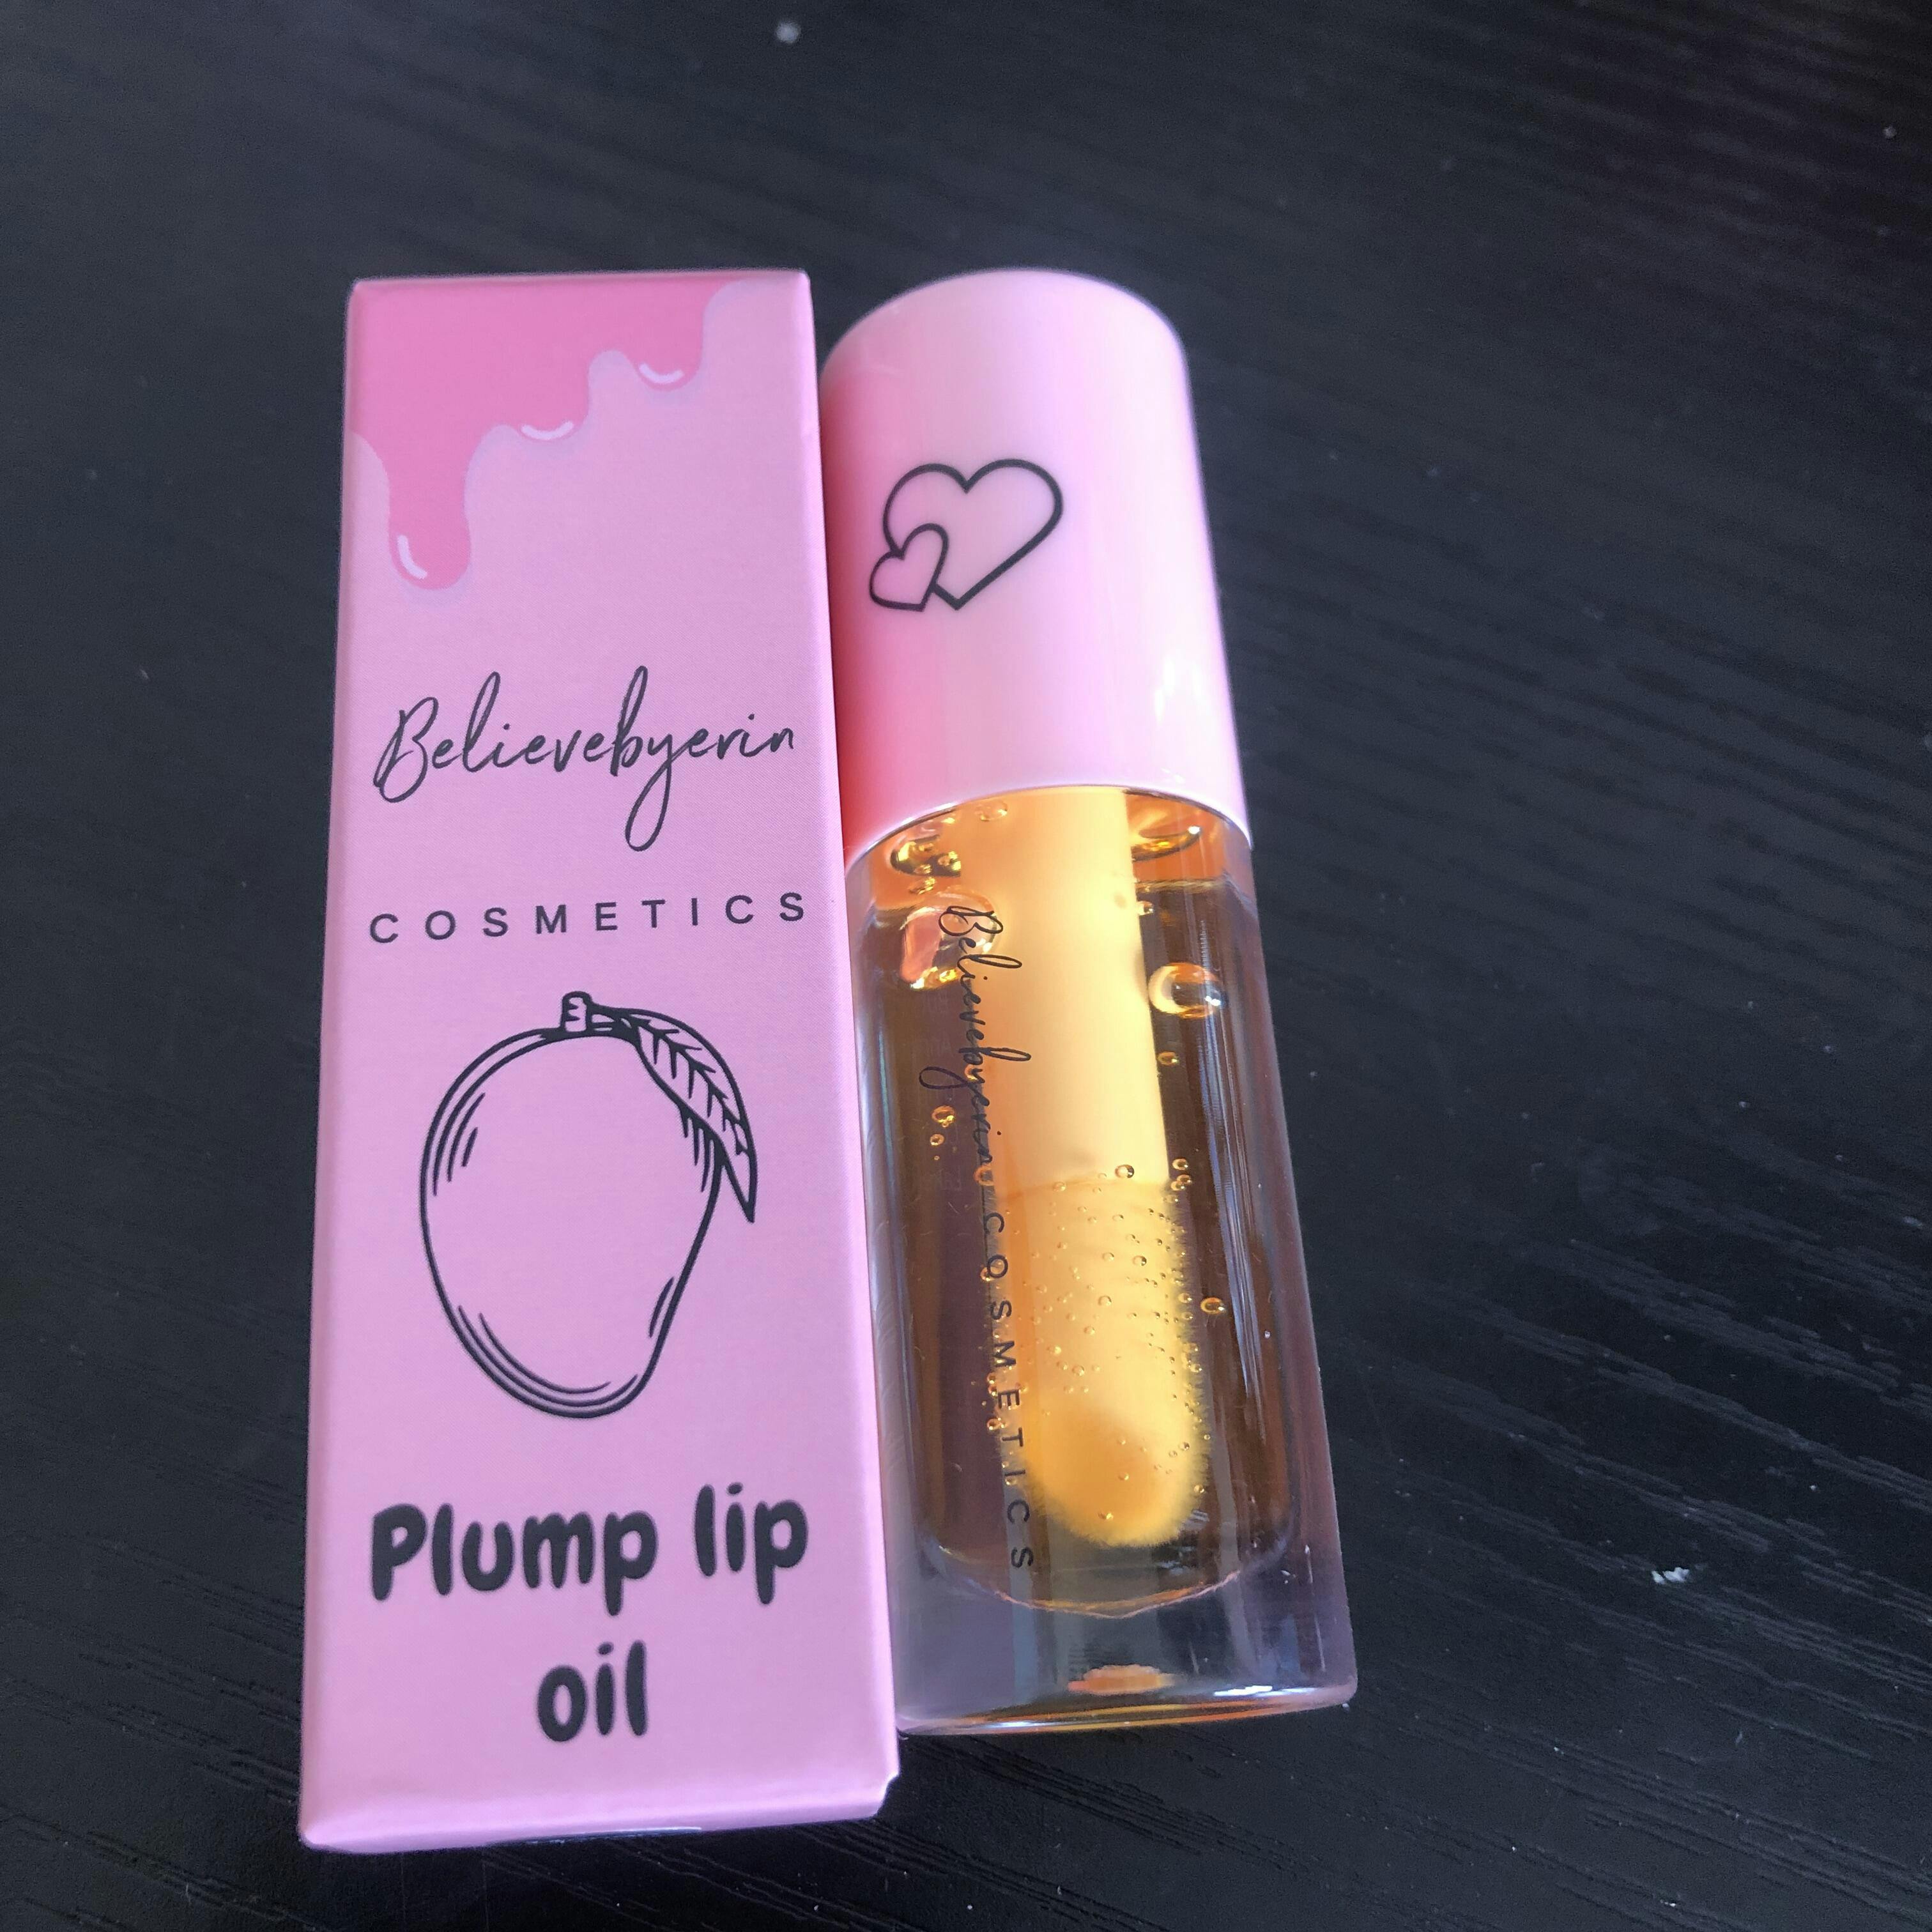 Believebyerin
COSMETICS
Plump lip
oil
Believebyerin COSMETICS